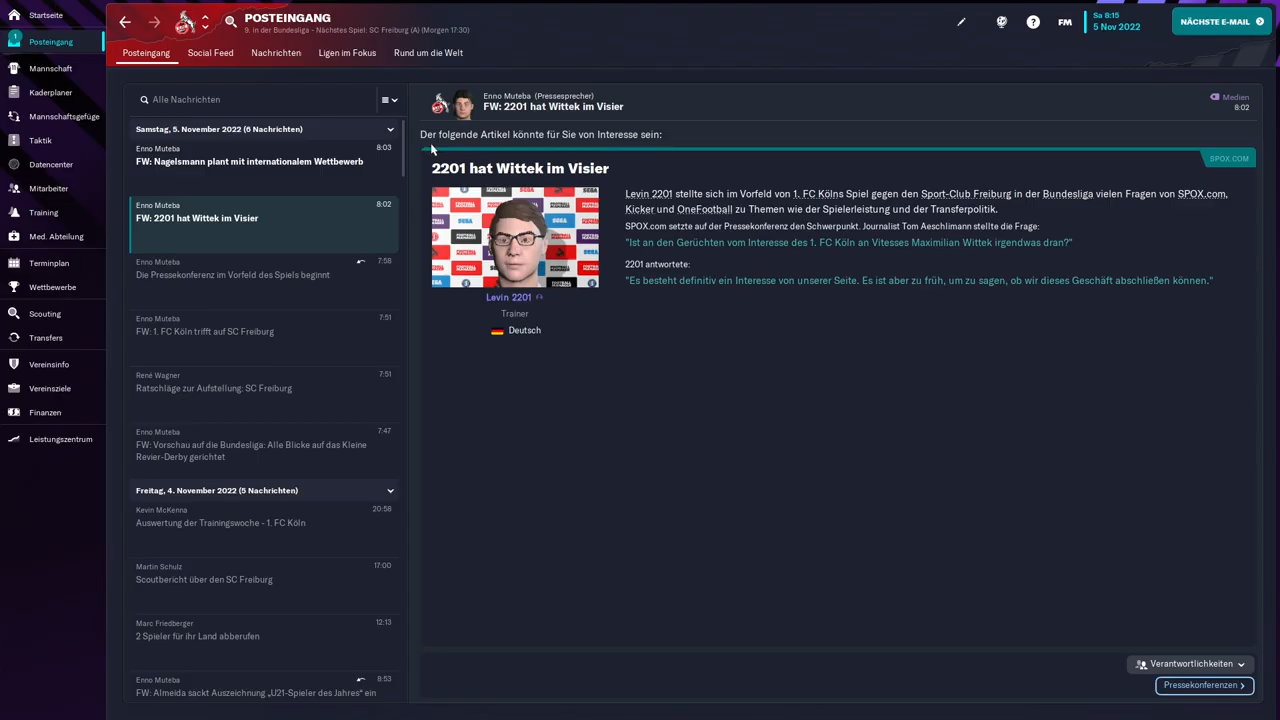 Startseite
1
Posteingang
Mannschaft
Kaderplaner
Mannschaftsgefüge
Taktik
Datencenter
Mitarbeiter
Training
Med. Abteilung
Terminplan
Wettbewerbe
Scouting
Transfers
Vereinsinfo
Vereinsziele
Finanzen
Leistungszentrum
POSTEINGANG
9. in der Bundesliga - Nächstes Spiel: SC Freiburg (A) (Morgen 17:30)
FM
Sa 8:15
5 Nov 2022
NÄCHSTE E-MAIL
Posteingang
Social Feed
Nachrichten
Ligen im Fokus
Rund um die Welt
Alle Nachrichten
Samstag, 5. November 2022 (6 Nachrichten)
Enno Muteba 8:03
FW: Nagelsmann plant mit internationalem Wettbewerb
Enno Muteba 8:02
FW: 2201 hat Wittek im Visier
Enno Muteba 7:58
Die Pressekonferenz im Vorfeld des Spiels beginnt
Enno Muteba 7:51
FW: 1. FC Köln trifft auf SC Freiburg
René Wagner 7:51
Ratschläge zur Aufstellung: SC Freiburg
Enno Muteba 7:47
FW: Vorschau auf die Bundesliga: Alle Blicke auf das Kleine
Revier-Derby gerichtet
Freitag, 4. November 2022 (5 Nachrichten)
Kevin McKenna 20:58
Auswertung der Trainingswoche - 1. FC Köln
Martin Schulz 17:00
Scoutbericht über den SC Freiburg
Marc Friedberger 12:13
2 Spieler für ihr Land abberufen
Enno Muteba 8:53
FW: Almeida sackt Auszeichnung „U21-Spieler des Jahres“ ein
Enno Muteba (Pressesprecher)
FW: 2201 hat Wittek im Visier
Medien
8:02
Der folgende Artikel könnte für Sie von Interesse sein:
SPOX.COM
2201 hat Wittek im Visier
Levin 2201
Trainer
Deutsch
Levin 2201 stellte sich im Vorfeld von 1. FC Kölns Spiel gegen den Sport-Club Freiburg in der Bundesliga vielen Fragen von SPOX.com,
Kicker und OneFootball zu Themen wie der Spielerleistung und der Transferpolitik.
SPOX.com setzte auf der Pressekonferenz den Schwerpunkt. Journalist Tom Aeschlimann stellte die Frage:
"Ist an den Gerüchten vom Interesse des 1. FC Köln an Vitesses Maximilian Wittek irgendwas dran?"
2201 antwortete:
"Es besteht definitiv ein Interesse von unserer Seite. Es ist aber zu früh, um zu sagen, ob wir dieses Geschäft abschließen können."
Verantwortlichkeiten
Pressekonferenzen